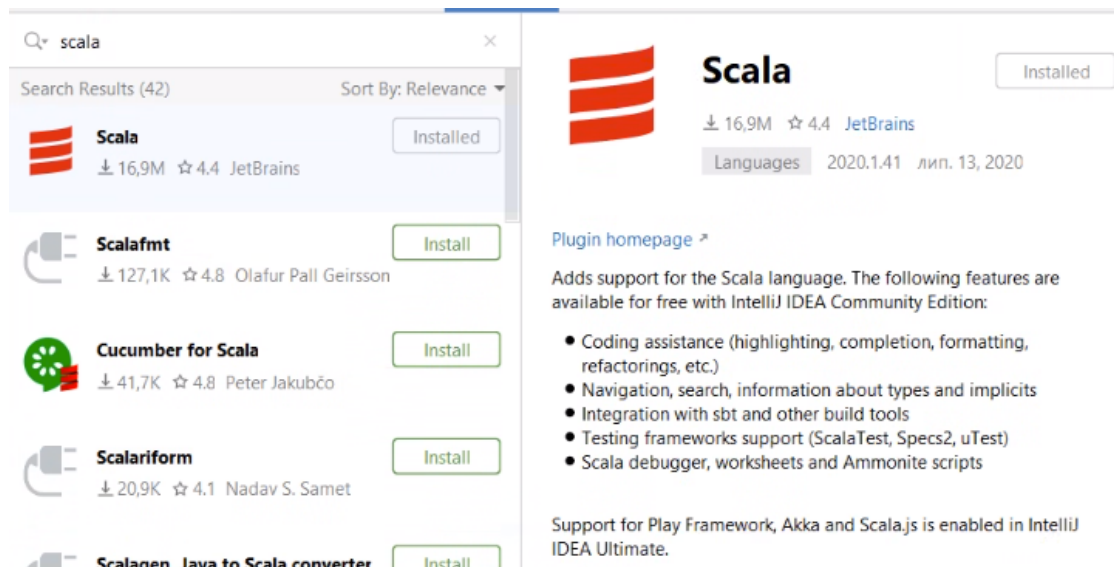 scala
Search Results (42) Sort By: Relevance
Scala
16,9M 4.4 JetBrains
Installed
Scalafmt
127,1K 4.8 Olafur Pall Geirsson
Install
Cucumber for Scala
41,7K 4.8 Peter Jakubčo
Install
Scalariform
20,9K 4.1 Nadav S. Samet
Install
Scalagen Java to Scala converter
Install
Scala
Installed
16,9M 4.4 JetBrains
Languages 2020.1.41 лип. 13, 2020
Plugin homepage
Adds support for the Scala language. The following features are
available for free with IntelliJ IDEA Community Edition:
Coding assistance (highlighting, completion, formatting,
refactorings, etc.)
Navigation, search, information about types and implicits
Integration with sbt and other build tools
Testing frameworks support (ScalaTest, Specs2, uTest)
Scala debugger, worksheets and Ammonite scripts
Support for Play Framework, Akka and Scala.js is enabled in IntelliJ
IDEA Ultimate.